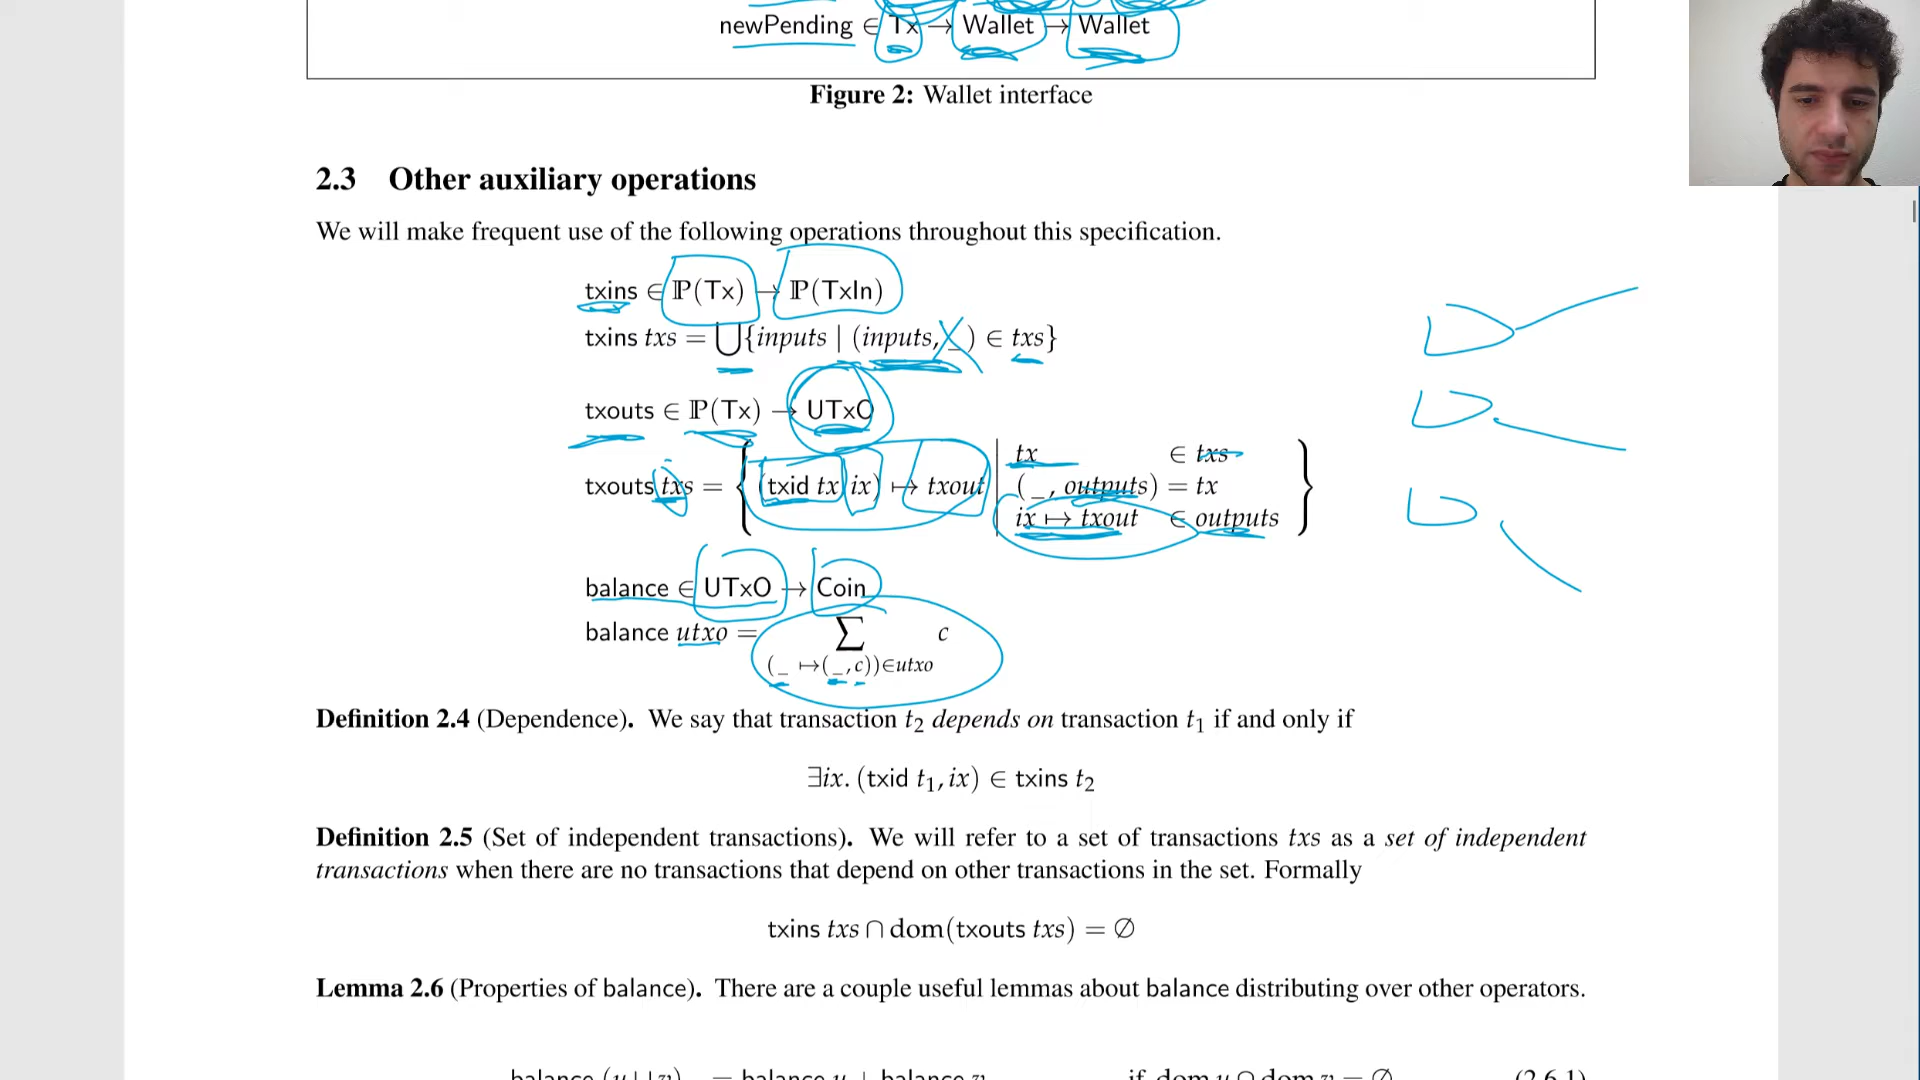 newPending ∈ Tx → Wallet → Wallet
Figure 2: Wallet interface
2.3 Other auxiliary operations
We will make frequent use of the following operations throughout this specification.
txins ∈ ℙ(Tx) → ℙ(TxIn)
txins txs = ⋃{inputs | (inputs, _) ∈ txs}
txouts ∈ ℙ(Tx) → UTxO
txouts txs = { (txid tx, ix) ↦ txout | tx ∈ txs
(_, outputs) = tx
ix ↦ txout ∈ outputs }
balance ∈ UTxO → Coin
balance utxo = ∑ c
(_ ↦(_, c))∈utxo
Definition 2.4 (Dependence). We say that transaction t₂ depends on transaction t₁ if and only if
∃ix. (txid t₁, ix) ∈ txins t₂
Definition 2.5 (Set of independent transactions). We will refer to a set of transactions txs as a set of independent
transactions when there are no transactions that depend on other transactions in the set. Formally
txins txs ∩ dom(txouts txs) = ∅
Lemma 2.6 (Properties of balance). There are a couple useful lemmas about balance distributing over other operators.